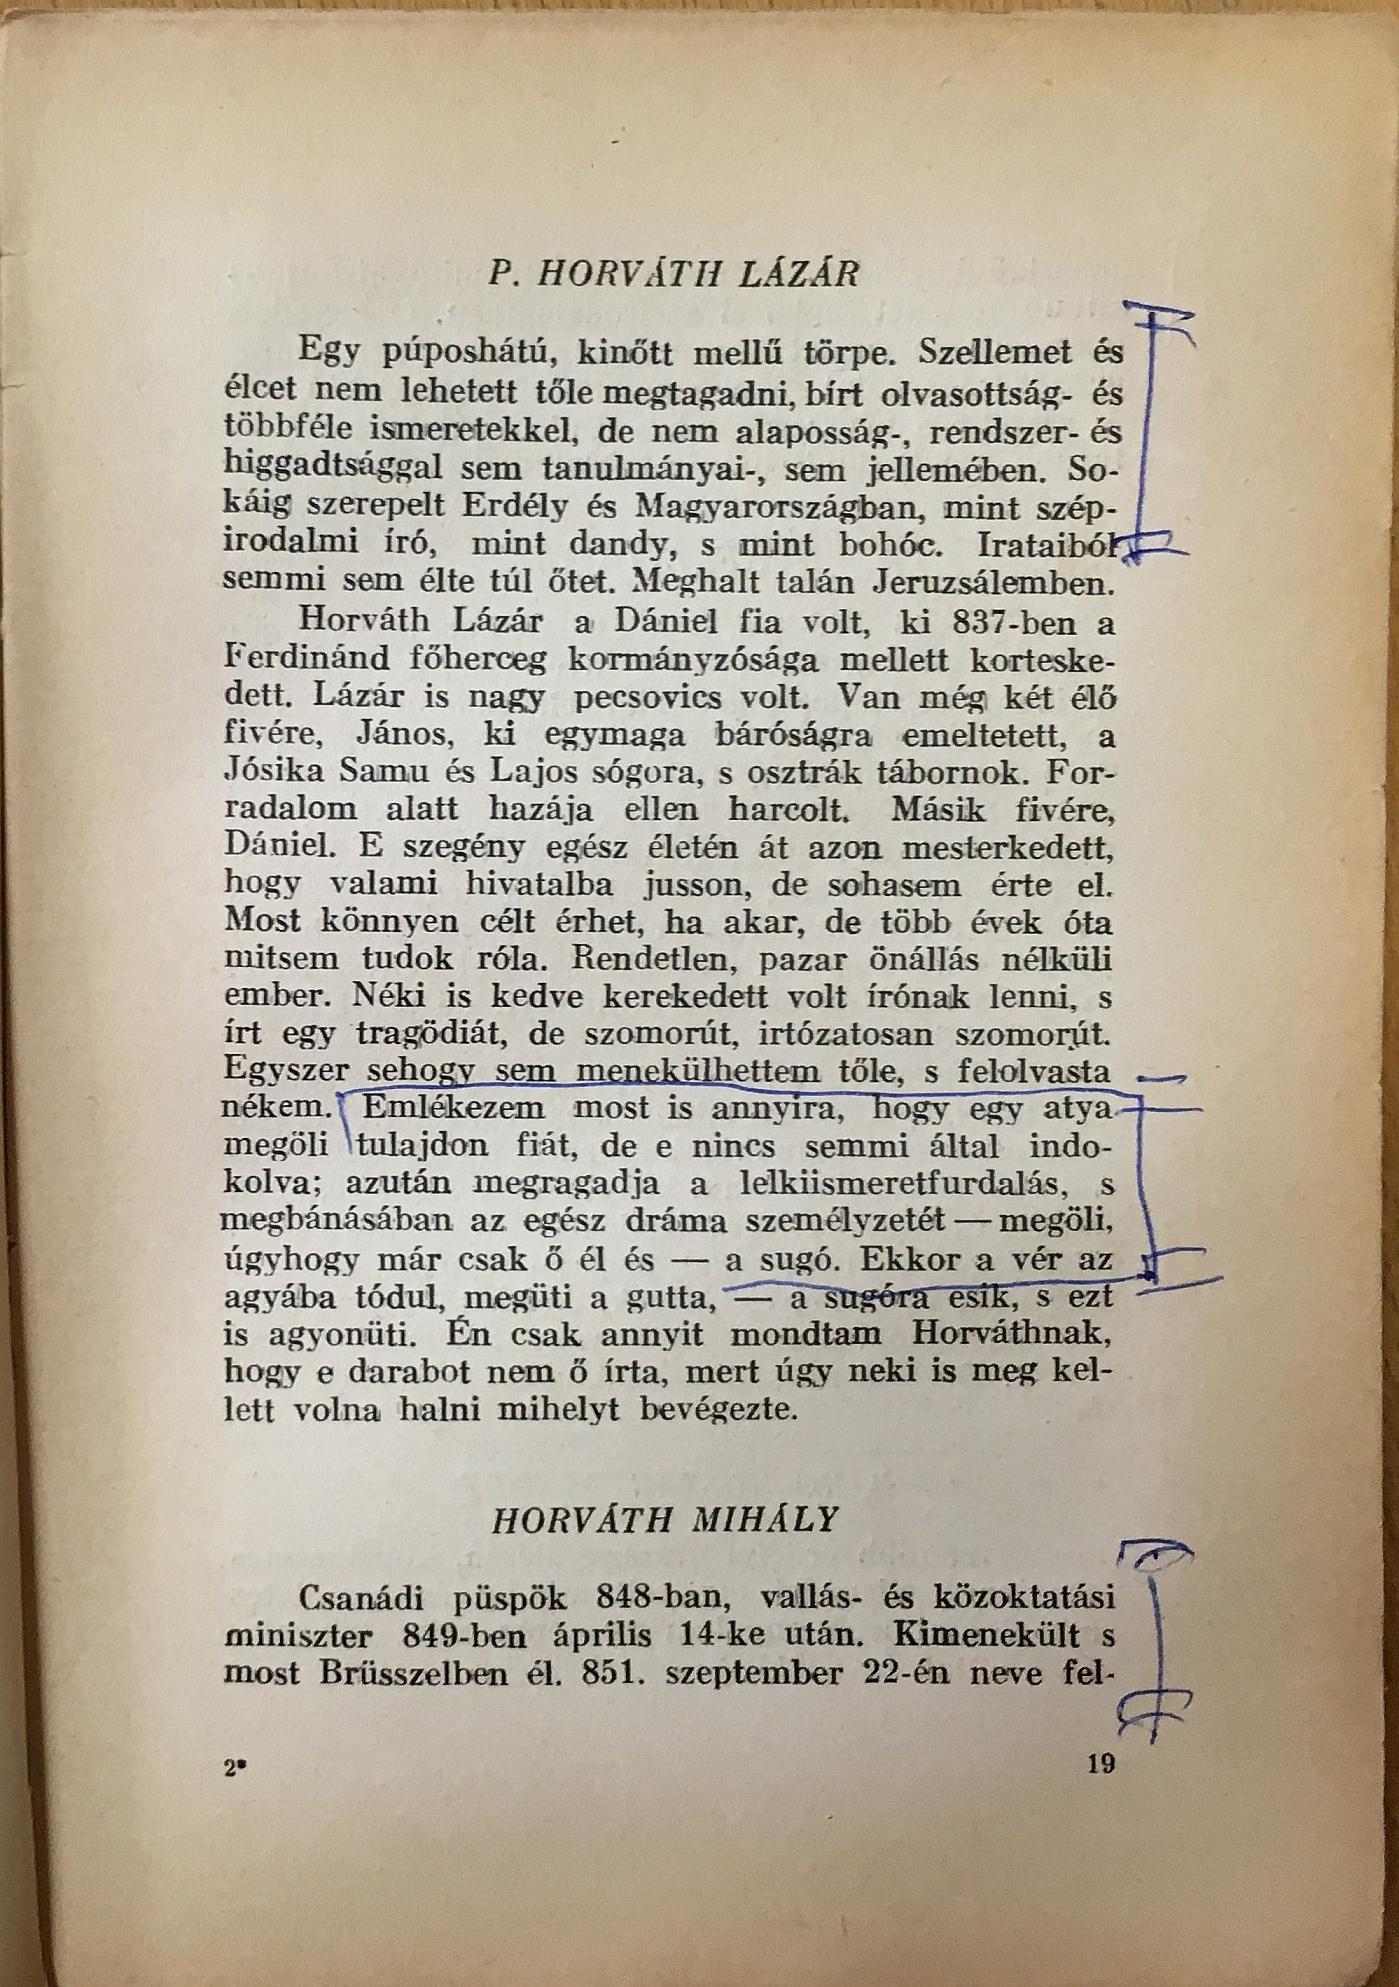 P. HORVÁTH LÁZÁR
Egy púposhátú, kinőtt mellű törpe. Szellemet és
élcet nem lehetett tőle megtagadni, bírt olvasottság- és
többféle ismeretekkel, de nem alaposság-, rendszer- és
higgadtsággal sem tanulmányai-, sem jellemében. So-
káig szerepelt Erdély és Magyarországban, mint szép-
irodalmi író, mint dandy, s mint bohóc. Irataiból
semmi sem élte túl őtet. Meghalt talán Jeruzsálemben.
Horváth Lázár a Dániel fia volt, ki 837-ben a
Ferdinánd főherceg kormányzósága mellett korteske-
dett. Lázár is nagy pecsovics volt. Van még két élő
fivére, János, ki egymaga báróságra emeltetett, a
Jósika Samu és Lajos sógora, s osztrák tábornok. For-
radalom alatt hazája ellen harcolt. Másik fivére,
Dániel. E szegény egész életén át azon mesterkedett,
hogy valami hivatalba jusson, de sohasem érte el.
Most könnyen célt érhet, ha akar, de több évek óta
mitsem tudok róla. Rendetlen, pazar önállás nélküli
ember. Néki is kedve kerekedett volt írónak lenni, s
írt egy tragödiát, de szomorút, irtózatosan szomorút.
Egyszer sehogy sem menekülhettem tőle, s felolvasta
nékem. Emlékezem most is annyira, hogy egy atya
megöli tulajdon fiát, de e nincs semmi által indo-
kolva; azután megragadja a lelkiismeretfurdalás, s
megbánásában az egész dráma személyzetét — megöli,
úgyhogy már csak ő él és — a sugó. Ekkor a vér az
agyába tódul, megüti a gutta, — a sugóra esik, s ezt
is agyonüti. Én csak annyit mondtam Horváthnak,
hogy e darabot nem ő írta, mert úgy neki is meg kel-
lett volna halni mihelyt bevégezte.
HORVÁTH MIHÁLY
Csanádi püspök 848-ban, vallás- és közoktatási
miniszter 849-ben április 14-ke után. Kimenekült s
most Brüsszelben él. 851. szeptember 22-én neve fel-
2*
19